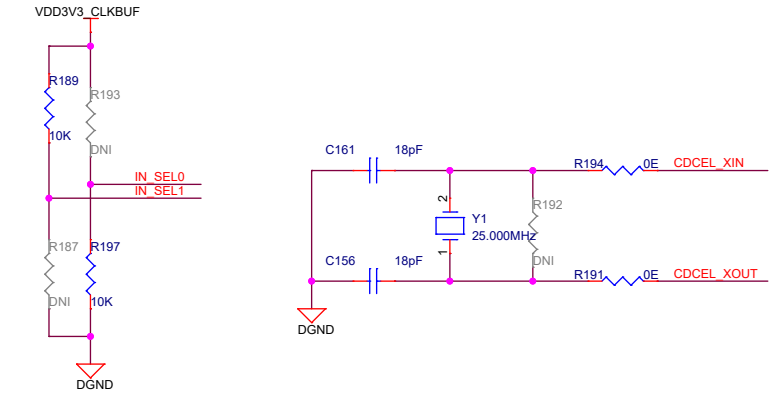 VDD3V3_CLKBUF
R189
R193
10K
DNI
IN_SEL0
IN_SEL1
R187
R197
DNI
10K
DGND
C161
18pF
R194
0E
CDCEL_XIN
2
Y1
25.000MHz
1
R192
DNI
C156
18pF
R191
0E
CDCEL_XOUT
DGND